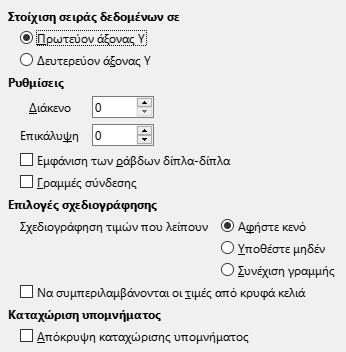 Στοίχιση σειράς δεδομένων σε
Πρωτεύον άξονας Υ
Δευτερεύον άξονας Υ
Ρυθμίσεις
Διάκενο 0
Επικάλυψη 0
Εμφάνιση των ράβδων δίπλα-δίπλα
Γραμμές σύνδεσης
Επιλογές σχεδιογράφησης
Σχεδιογράφηση τιμών που λείπουν Αφήστε κενό
Υποθέστε μηδέν
Συνέχιση γραμμής
Να συμπεριλαμβάνονται οι τιμές από κρυφά κελιά
Καταχώριση υπομνήματος
Απόκρυψη καταχώρισης υπομνήματος